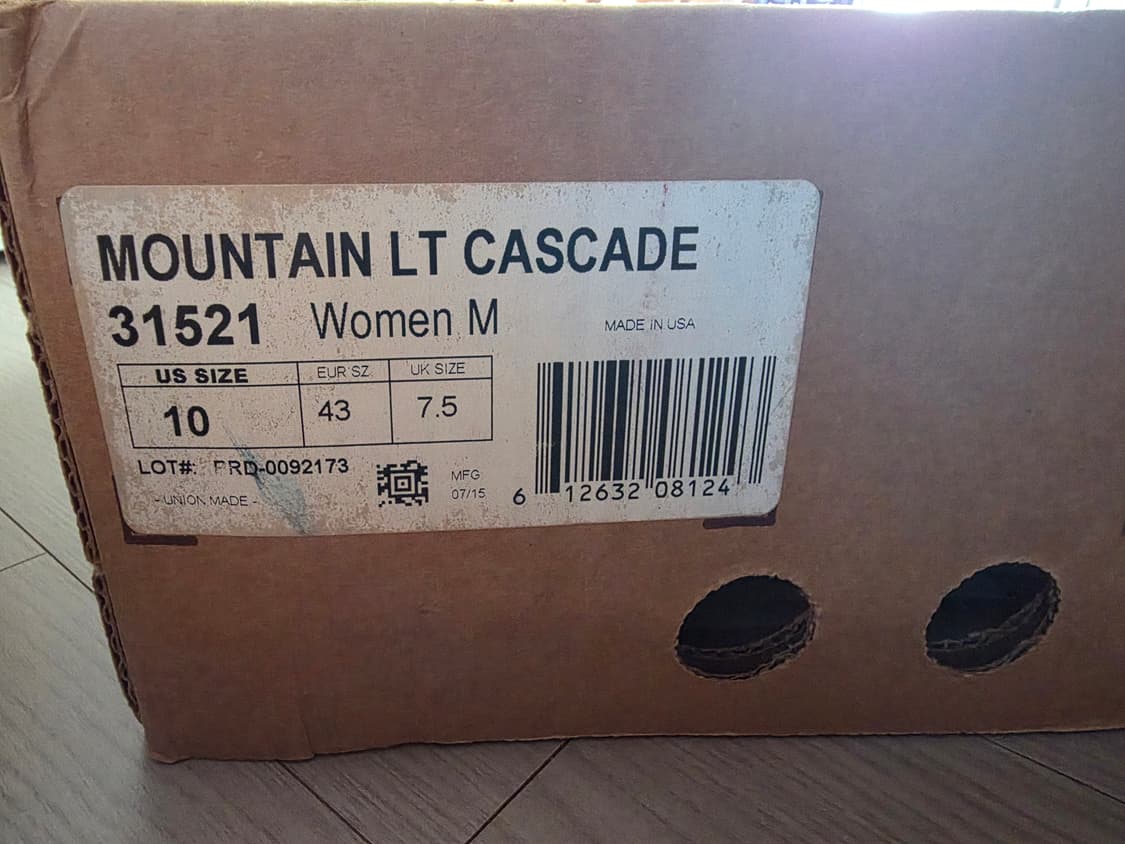 MOUNTAIN LT CASCADE
31521 Women M
MADE IN USA
US SIZE EUR SZ UK SIZE
10 43 7.5
LOT#: PRD-0092173
- UNION MADE -
MFG
07/15
6 12632 08124